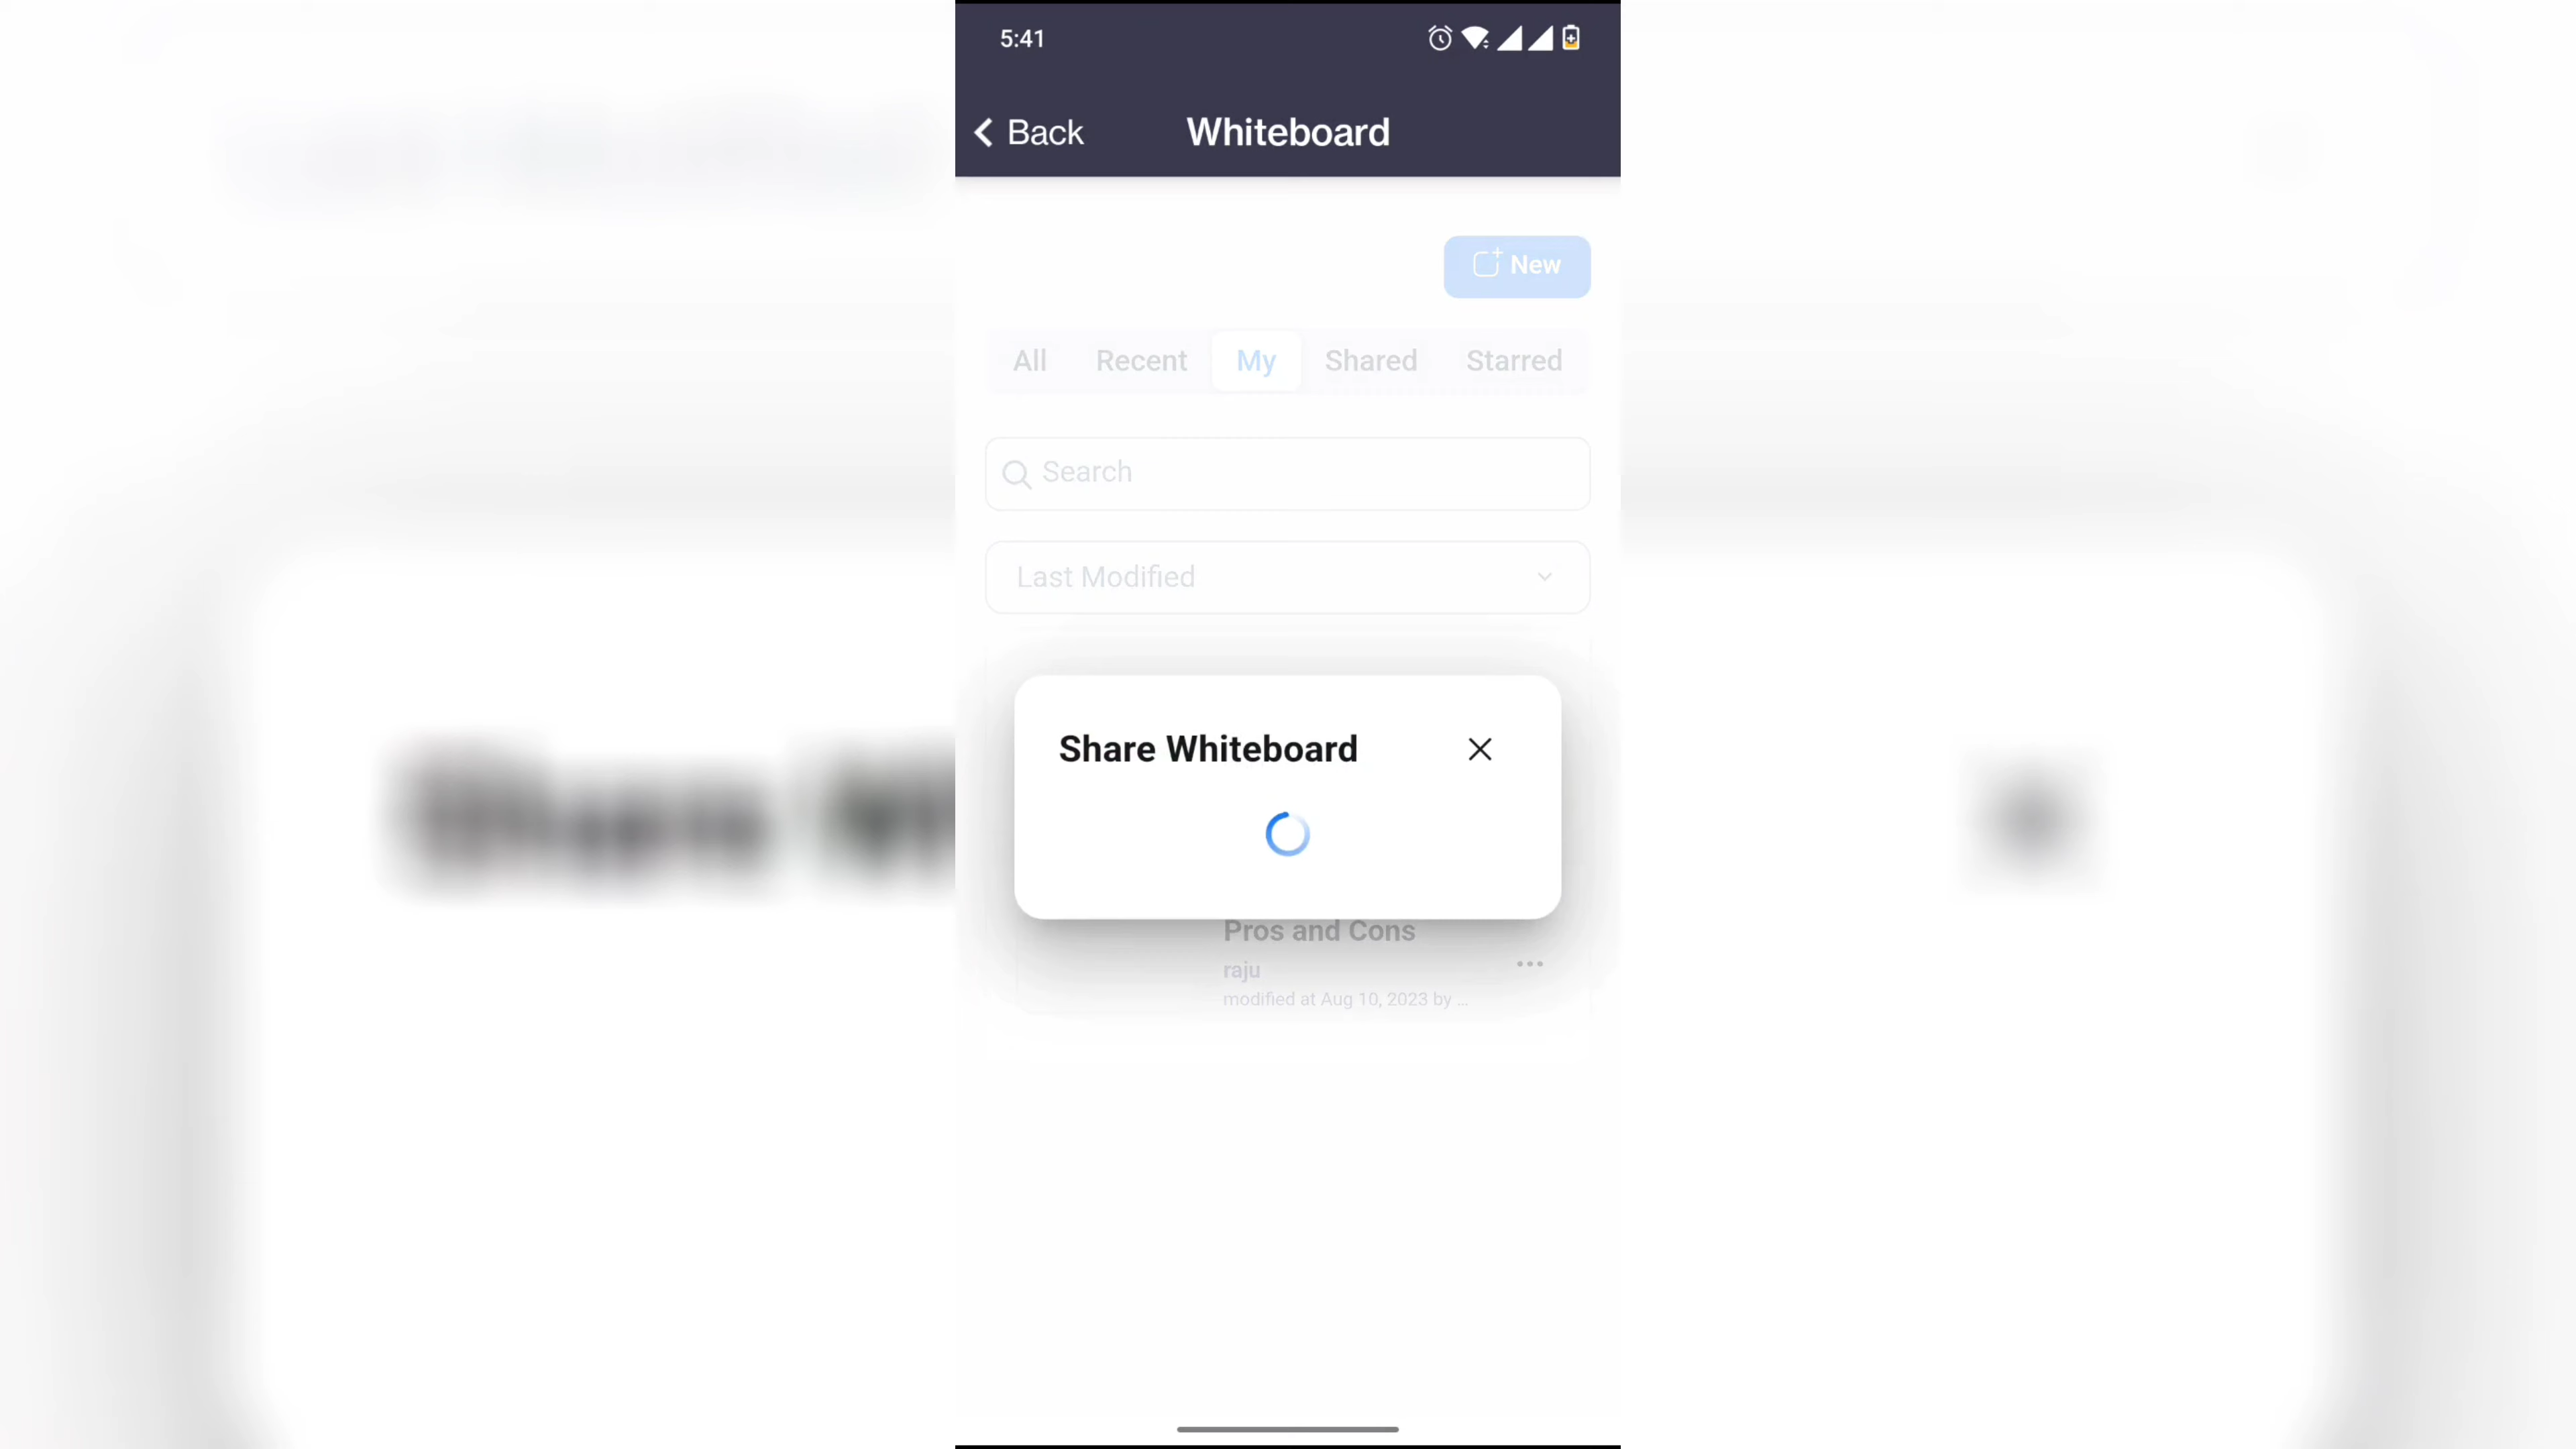 5:41
Back
Whiteboard
New
All Recent My Shared Starred
Search
Last Modified
Share Whiteboard
Pros and Cons
raju
modified at Aug 10, 2023 by ...